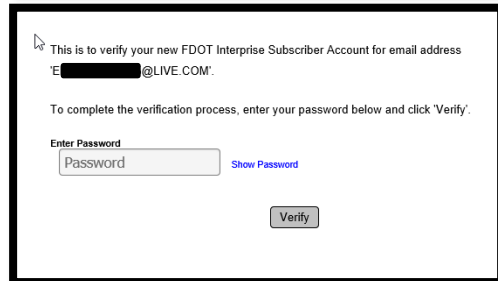 This is to verify your new FDOT Interprise Subscriber Account for email address
'E @LIVE.COM'.
To complete the verification process, enter your password below and click 'Verify'.
Enter Password
Password
Show Password
Verify